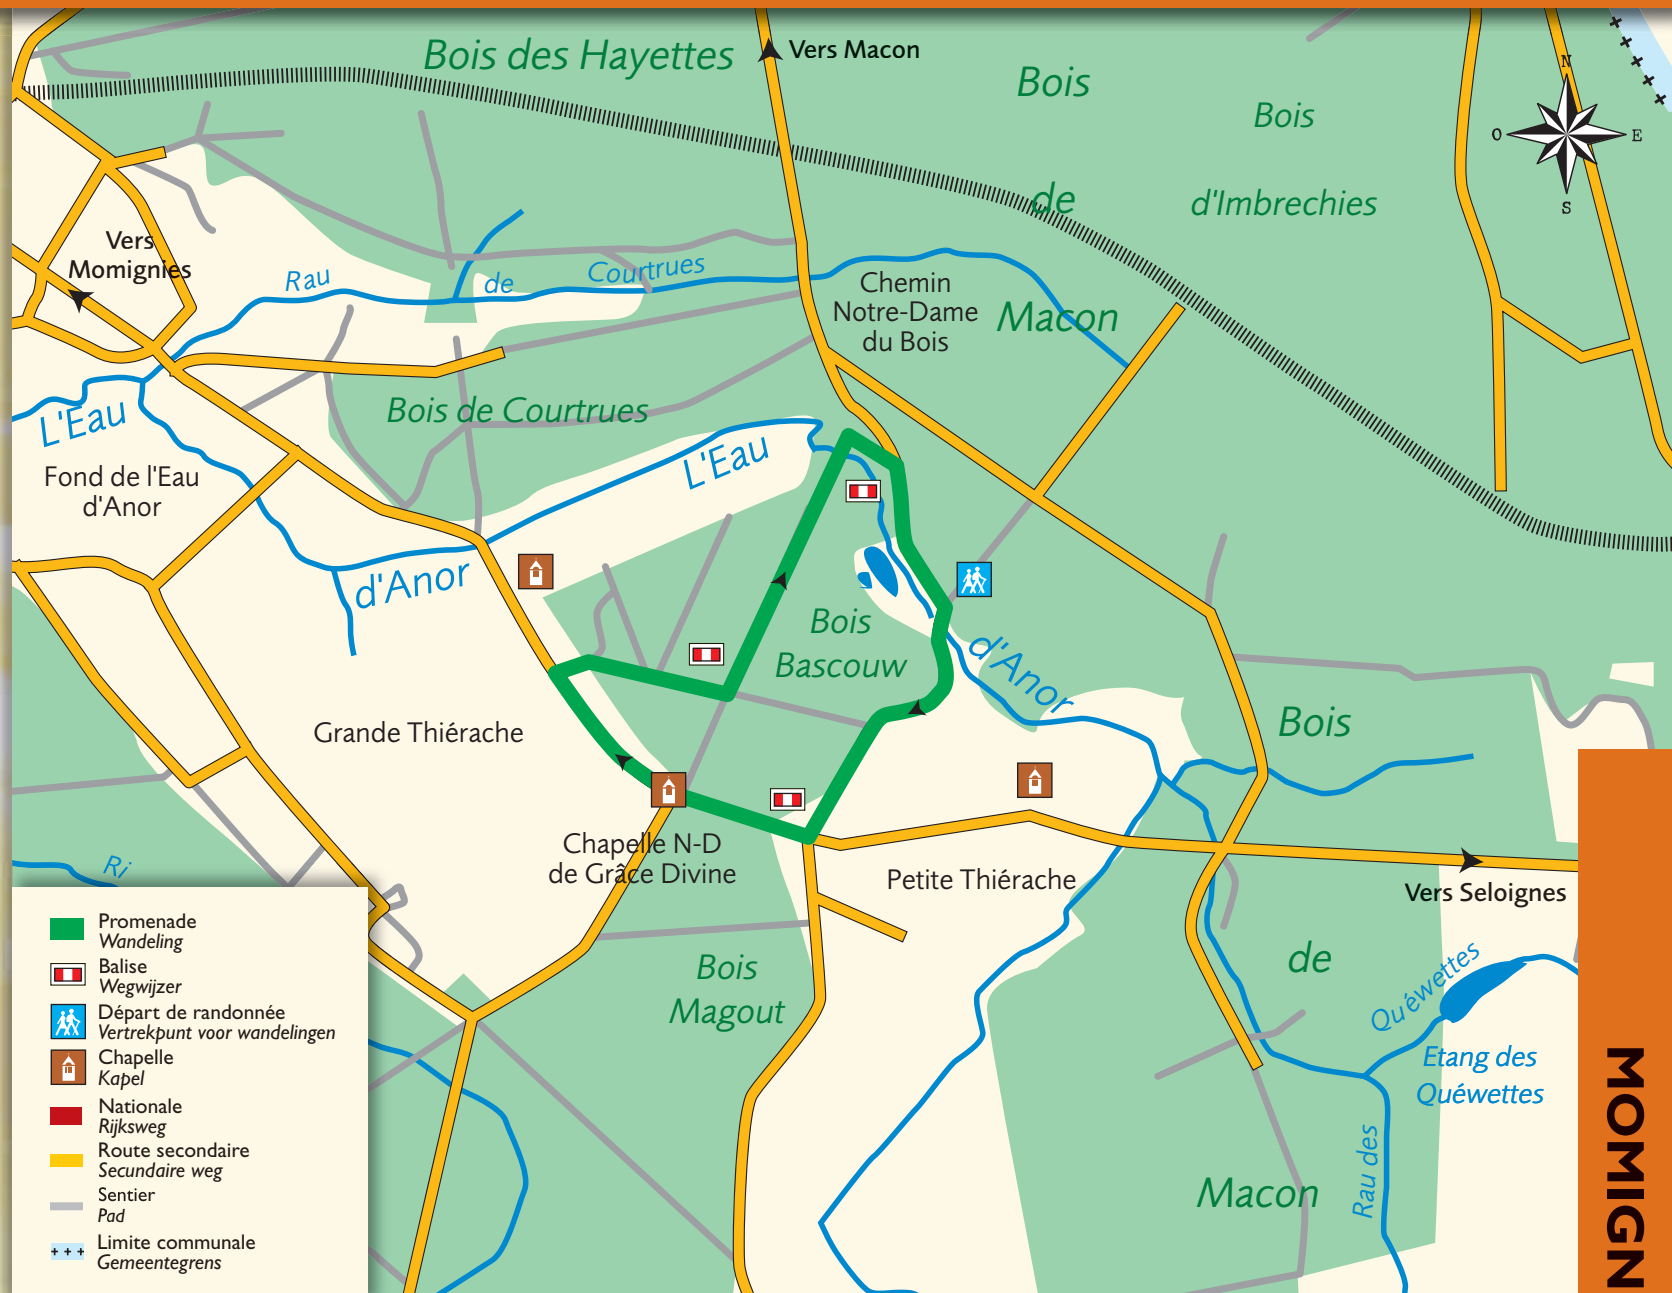 Bois des Hayettes
Vers Macon
Bois
de
Macon
Bois
d'Imbrechies
N
O
E
S
Vers
Momignies
Rau
de
Courtrues
Chemin
Notre-Dame
du Bois
L'Eau
Bois de Courtrues
L'Eau
Fond de l'Eau
d'Anor
d'Anor
Bois
Bascouw
d'Anor
Grande Thiérache
Bois
Chapelle N-D
de Grâce Divine
Petite Thiérache
Vers Seloignes
Ri
Bois
Magout
de
Quéwettes
Etang des
Quéwettes
Rau des
Macon
Promenade
Wandeling
Balise
Wegwijzer
Départ de randonnée
Vertrekpunt voor wandelingen
Chapelle
Kapel
Nationale
Rijksweg
Route secondaire
Secundaire weg
Sentier
Pad
Limite communale
Gemeentegrens
MOMIGN